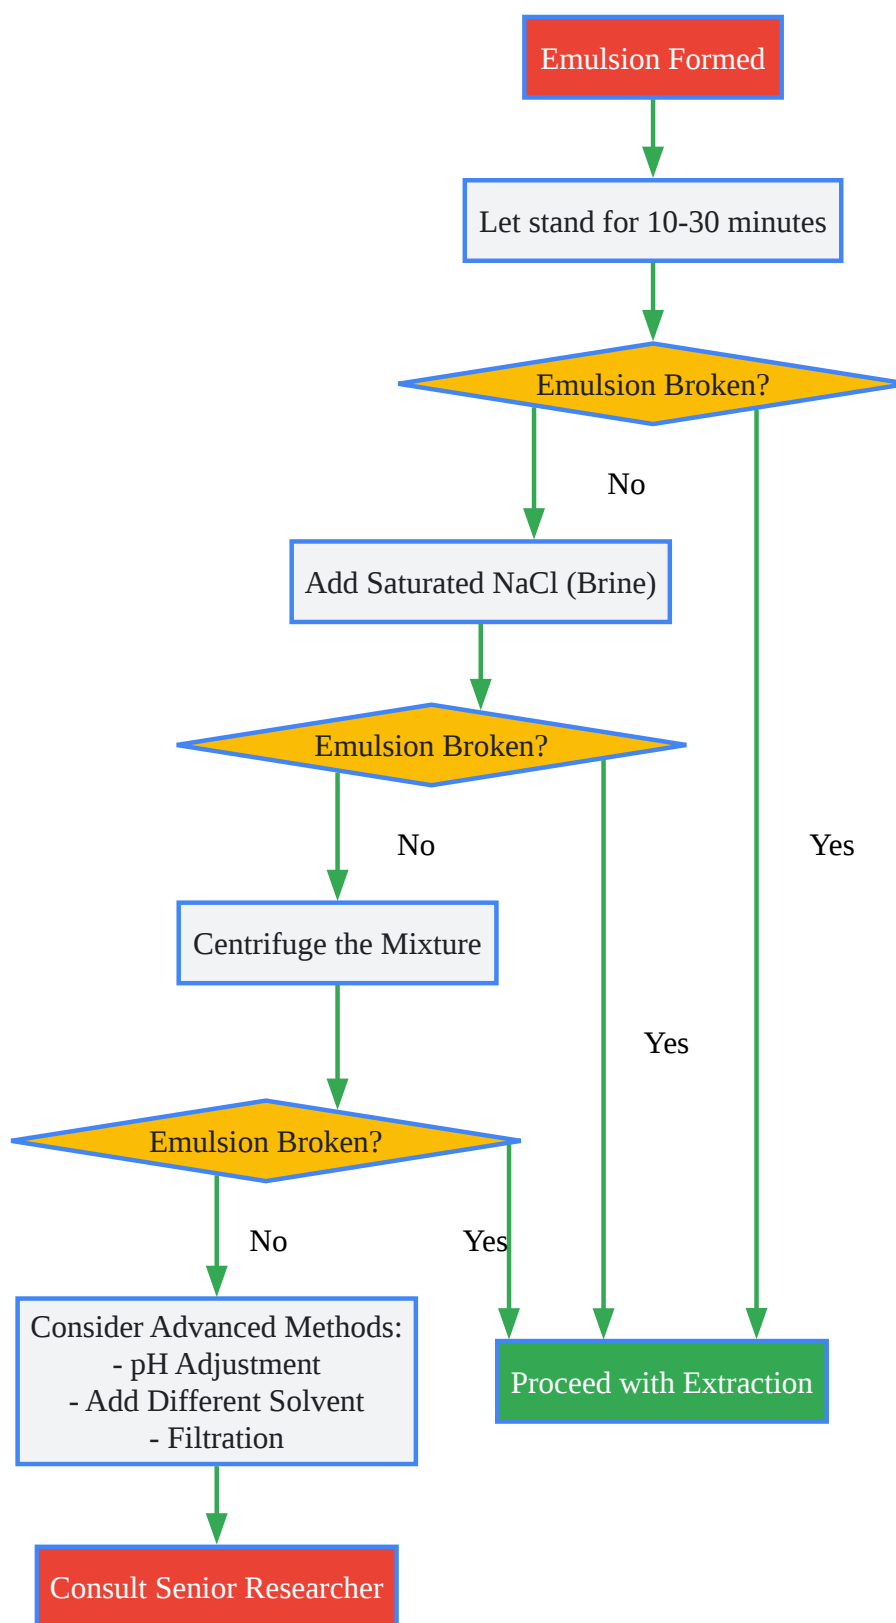 Emulsion Formed
Let stand for 10-30 minutes
Emulsion Broken?
No
Add Saturated NaCl (Brine)
Emulsion Broken?
No
Yes
Centrifuge the Mixture
Yes
Emulsion Broken?
No
Yes
Consider Advanced Methods:
- pH Adjustment
- Add Different Solvent
- Filtration
Proceed with Extraction
Consult Senior Researcher